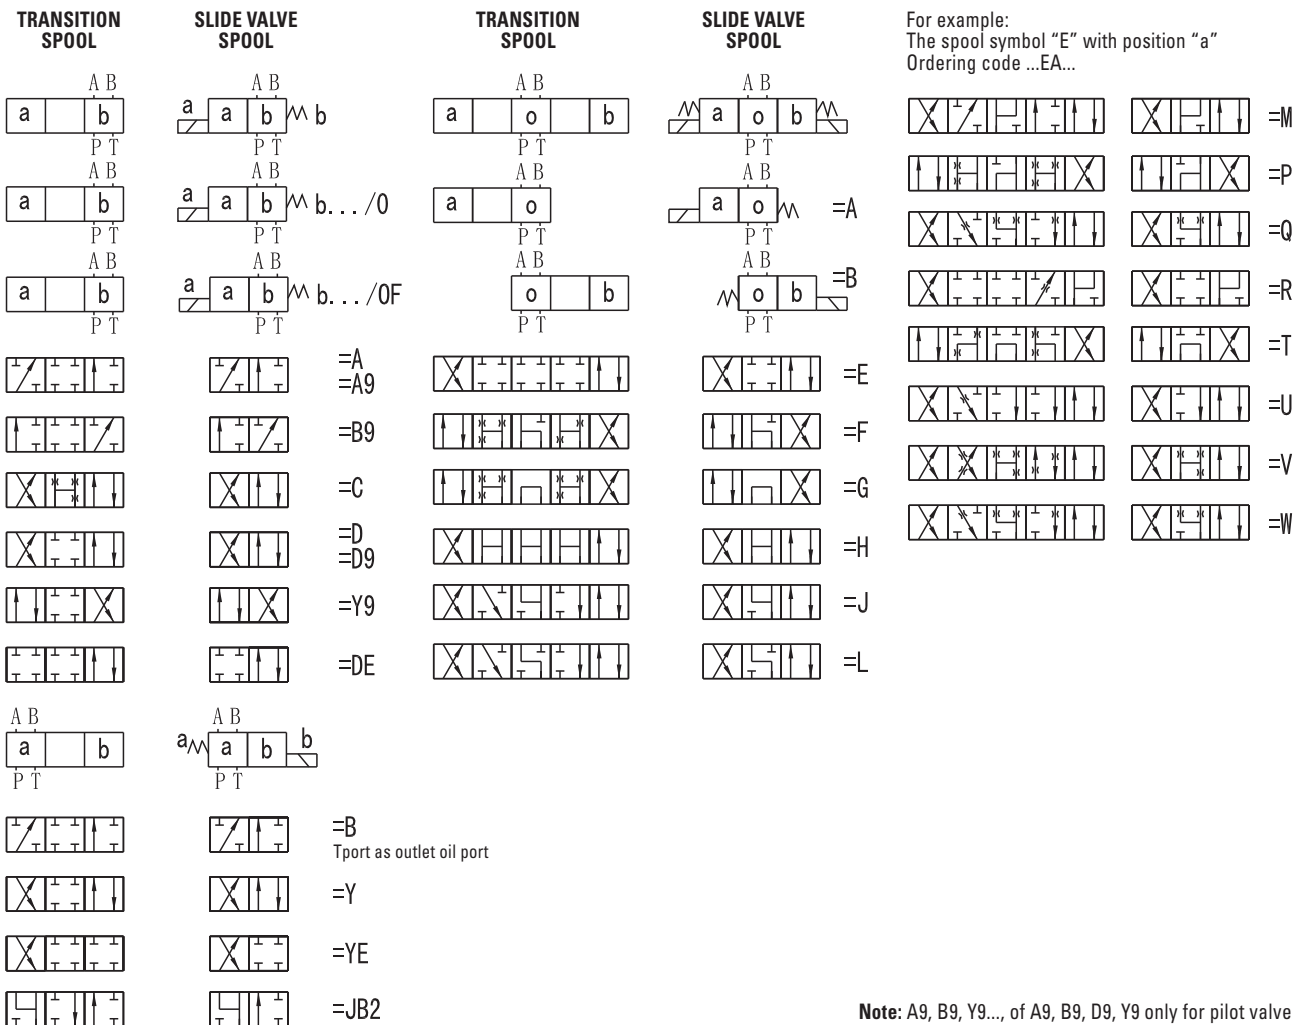 TRANSITION
SPOOL
SLIDE VALVE
SPOOL
A B
a b
P T
A B
a a b b
P T
A B
a b
P T
A B
a a b b... /O
P T
A B
a b
P T
A B
a a b b... /OF
P T
=A
=A9
=B9
=C
=D
=D9
=Y9
=DE
A B
a b
P T
A B
a a b b
P T
=B
Tport as outlet oil port
=Y
=YE
=JB2
TRANSITION
SPOOL
SLIDE VALVE
SPOOL
A B
a o b
P T
A B
a o b
P T
A B
a o
P T
A B
a o =A
P T
A B
o b
P T
A B
o b =B
P T
=E
=F
=G
=H
=J
=L
For example:
The spool symbol “E” with position “a”
Ordering code ...EA...
=M
=P
=Q
=R
=T
=U
=V
=W
Note: A9, B9, Y9..., of A9, B9, D9, Y9 only for pilot valve